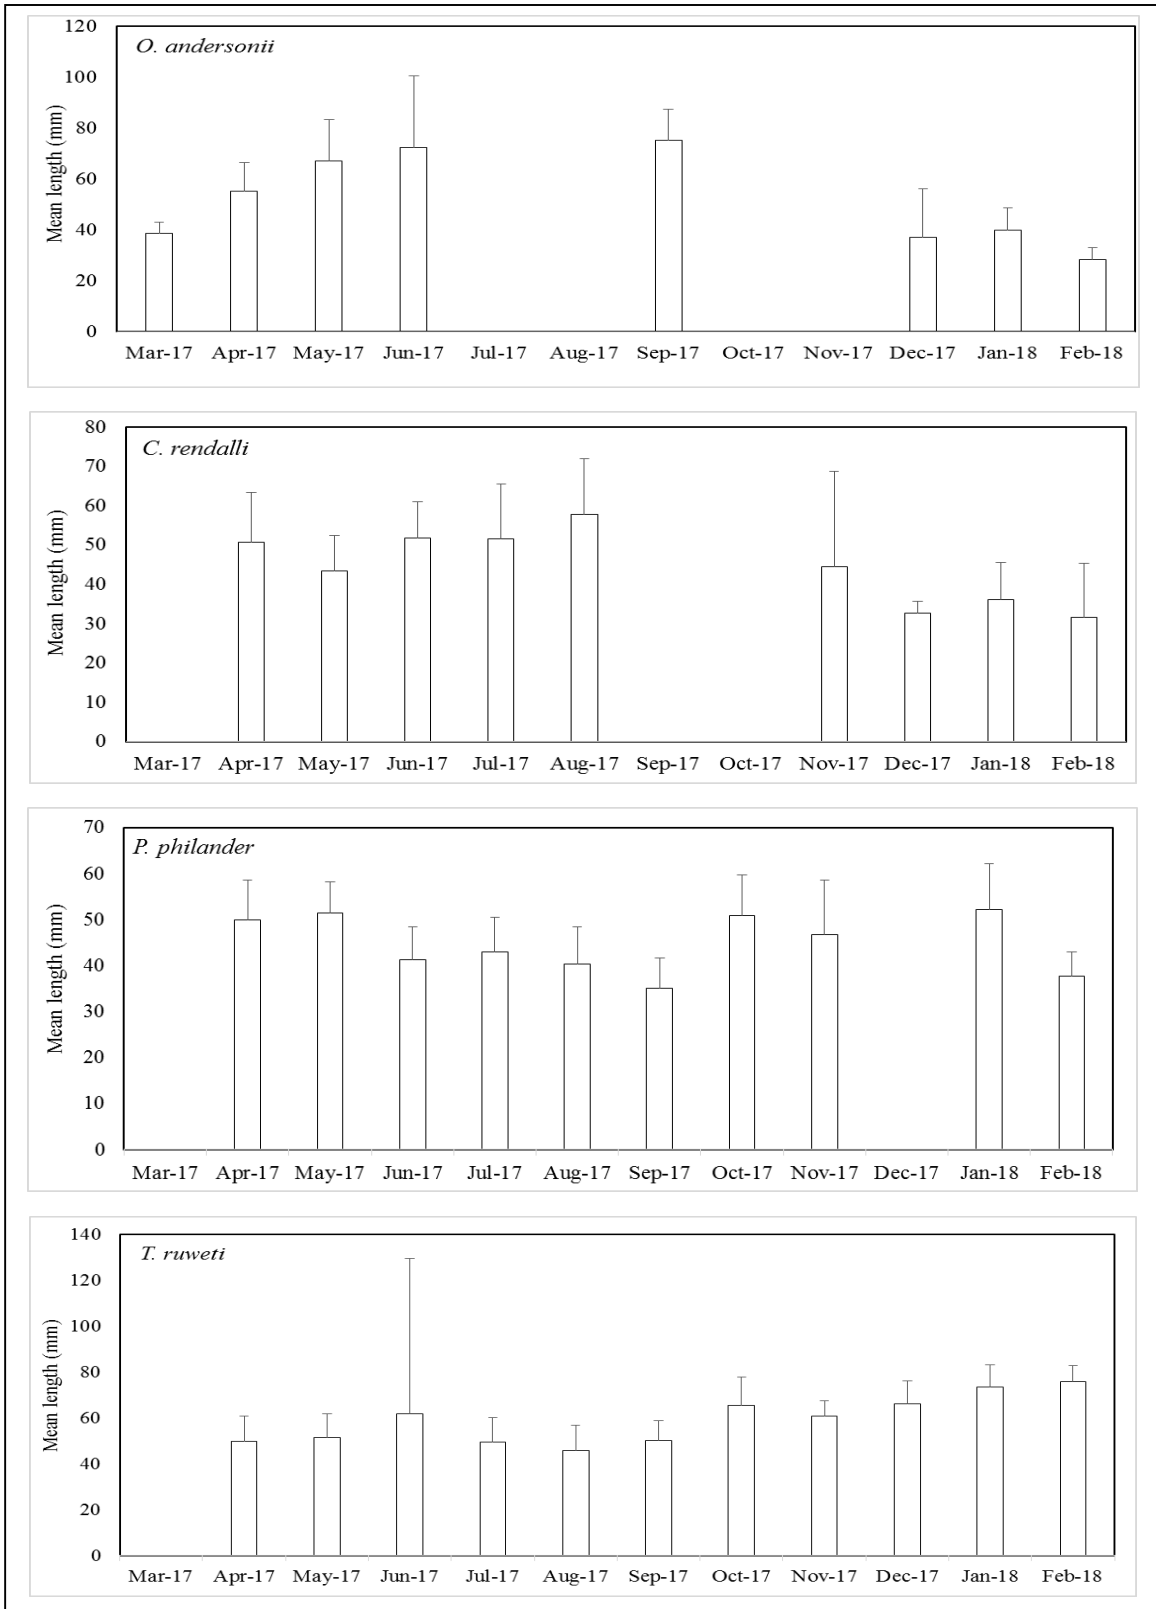 O. andersonii
Mean length (mm)
120
100
80
60
40
20
0
Mar-17 Apr-17 May-17 Jun-17 Jul-17 Aug-17 Sep-17 Oct-17 Nov-17 Dec-17 Jan-18 Feb-18
C. rendalli
Mean length (mm)
80
70
60
50
40
30
20
10
0
Mar-17 Apr-17 May-17 Jun-17 Jul-17 Aug-17 Sep-17 Oct-17 Nov-17 Dec-17 Jan-18 Feb-18
P. philander
Mean length (mm)
70
60
50
40
30
20
10
0
Mar-17 Apr-17 May-17 Jun-17 Jul-17 Aug-17 Sep-17 Oct-17 Nov-17 Dec-17 Jan-18 Feb-18
T. ruweti
Mean length (mm)
140
120
100
80
60
40
20
0
Mar-17 Apr-17 May-17 Jun-17 Jul-17 Aug-17 Sep-17 Oct-17 Nov-17 Dec-17 Jan-18 Feb-18